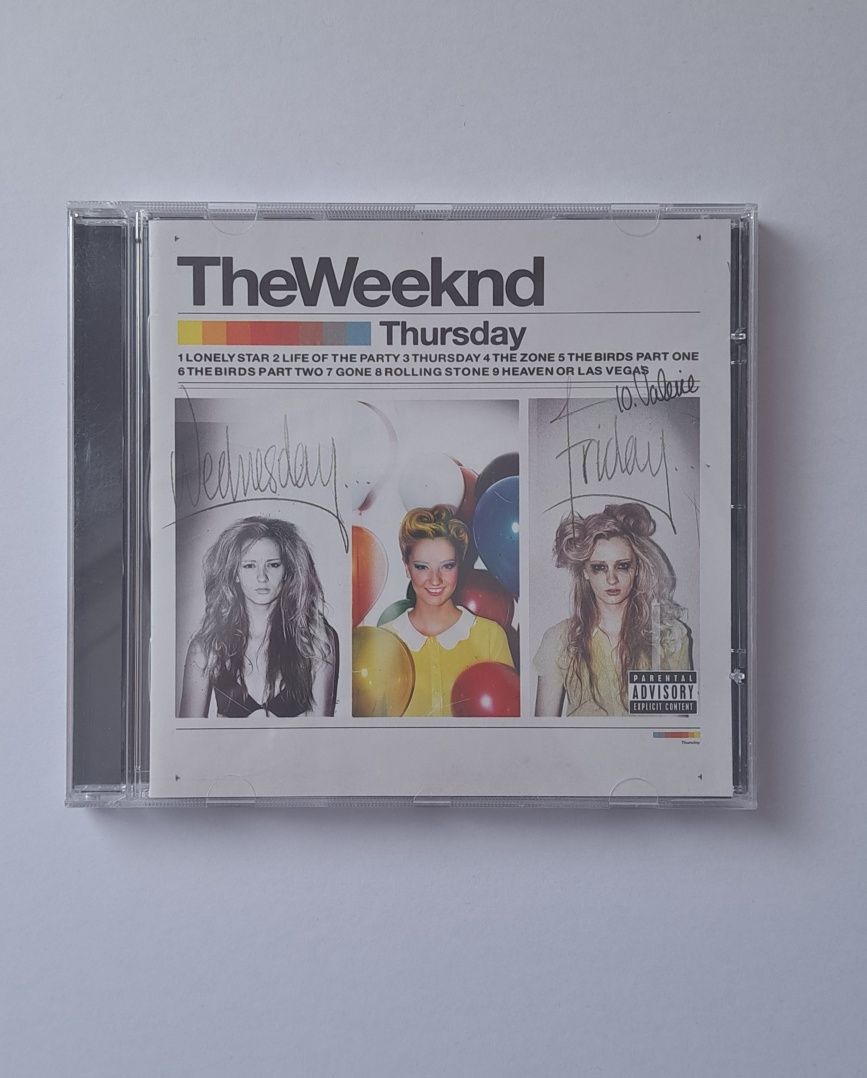 TheWeeknd
Thursday
1 LONELY STAR 2 LIFE OF THE PARTY 3 THURSDAY 4 THE ZONE 5 THE BIRDS PART ONE
6 THE BIRDS PART TWO 7 GONE 8 ROLLING STONE 9 HEAVEN OR LAS VEGAS
10. Valerie
Wednesday...
Friday...
PARENTAL
ADVISORY
EXPLICIT CONTENT
Thursday